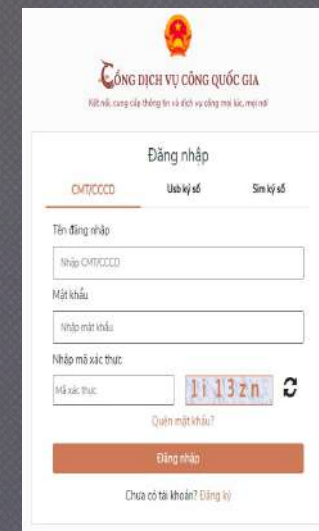 CỔNG DỊCH VỤ CÔNG QUỐC GIA
Kết nối, cung cấp thông tin và dịch vụ công mọi lúc, mọi nơi
Đăng nhập
CMT/CCCD Usb ký số Sim ký số
Tên đăng nhập
Nhập CMT/CCCD
Mật khẩu
Nhập mật khẩu
Nhập mã xác thực
Mã xác thực 1i13zn
Quên mật khẩu?
Đăng nhập
Chưa có tài khoản? Đăng ký